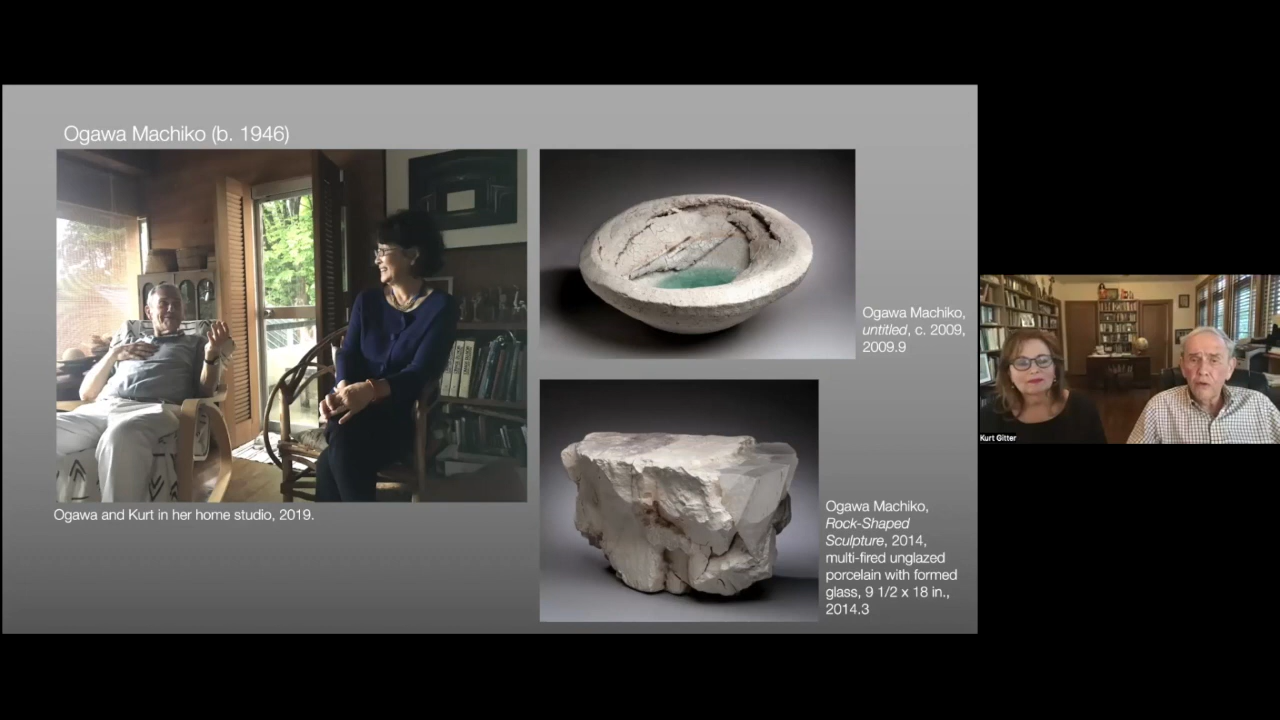 Ogawa Machiko (b. 1946)
Ogawa Machiko,
untitled, c. 2009,
2009.9
Ogawa and Kurt in her home studio, 2019.
Ogawa Machiko,
Rock-Shaped
Sculpture, 2014,
multi-fired unglazed
porcelain with formed
glass, 9 1/2 x 18 in.,
2014.3
Kurt Gitter